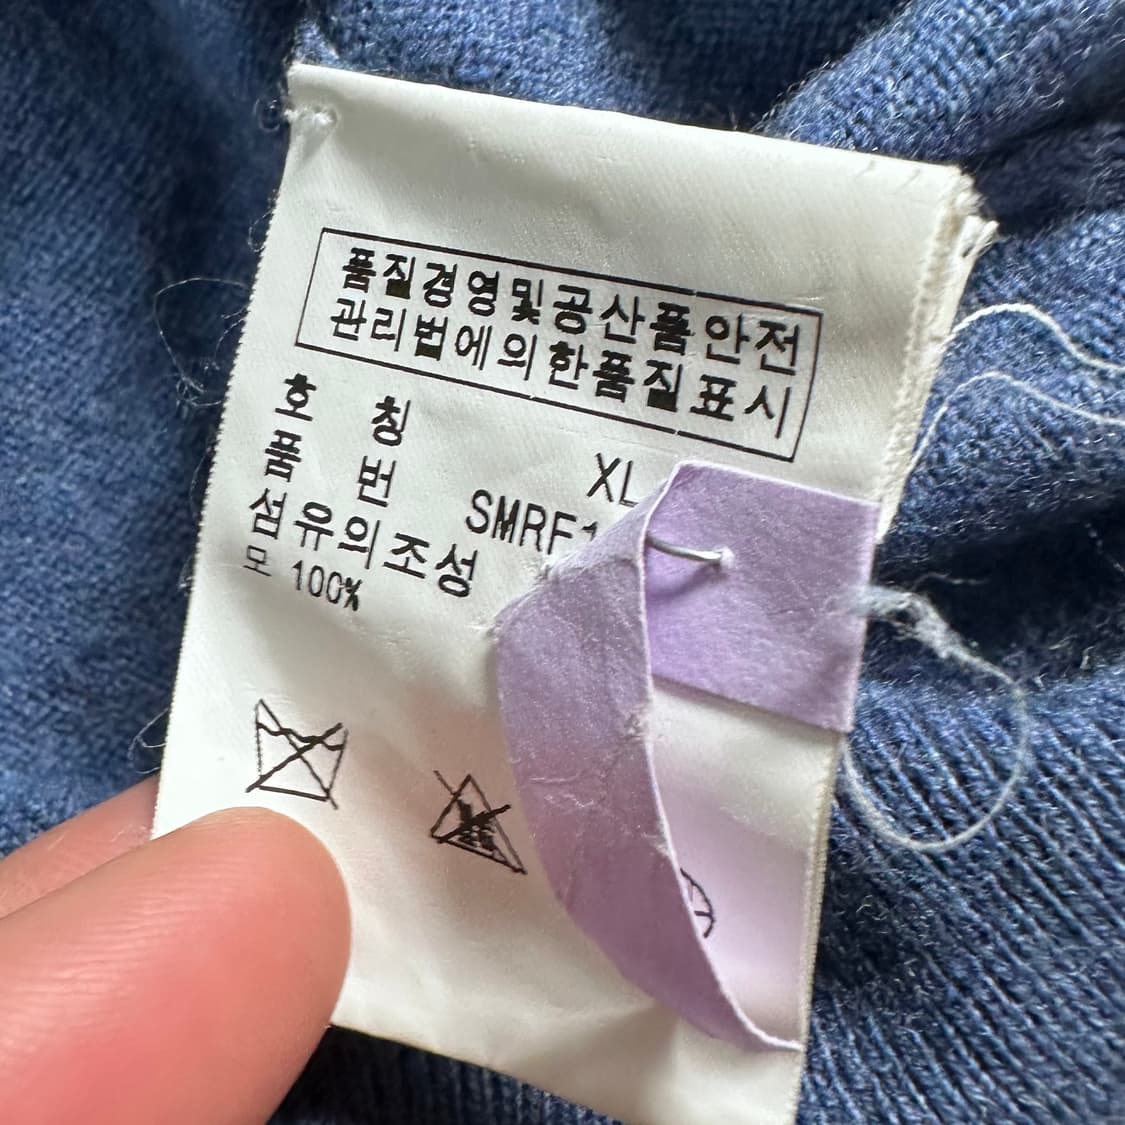 품질경영및공산품안전
관리법에의한품질표시
호 칭 XL
품 번 SMRF1
섬유의조성
모 100%